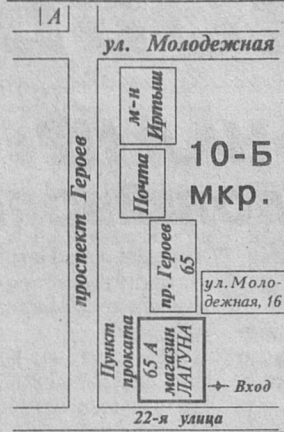 А
ул. Молодежная
м-н
Иртыш
Почта
10-Б
мкр.
проспект Героев
пр. Героев
65
ул. Моло-
дежная, 16
Пункт
проката
65 А
магазин
ЛАГУНА
Вход
22-я улица